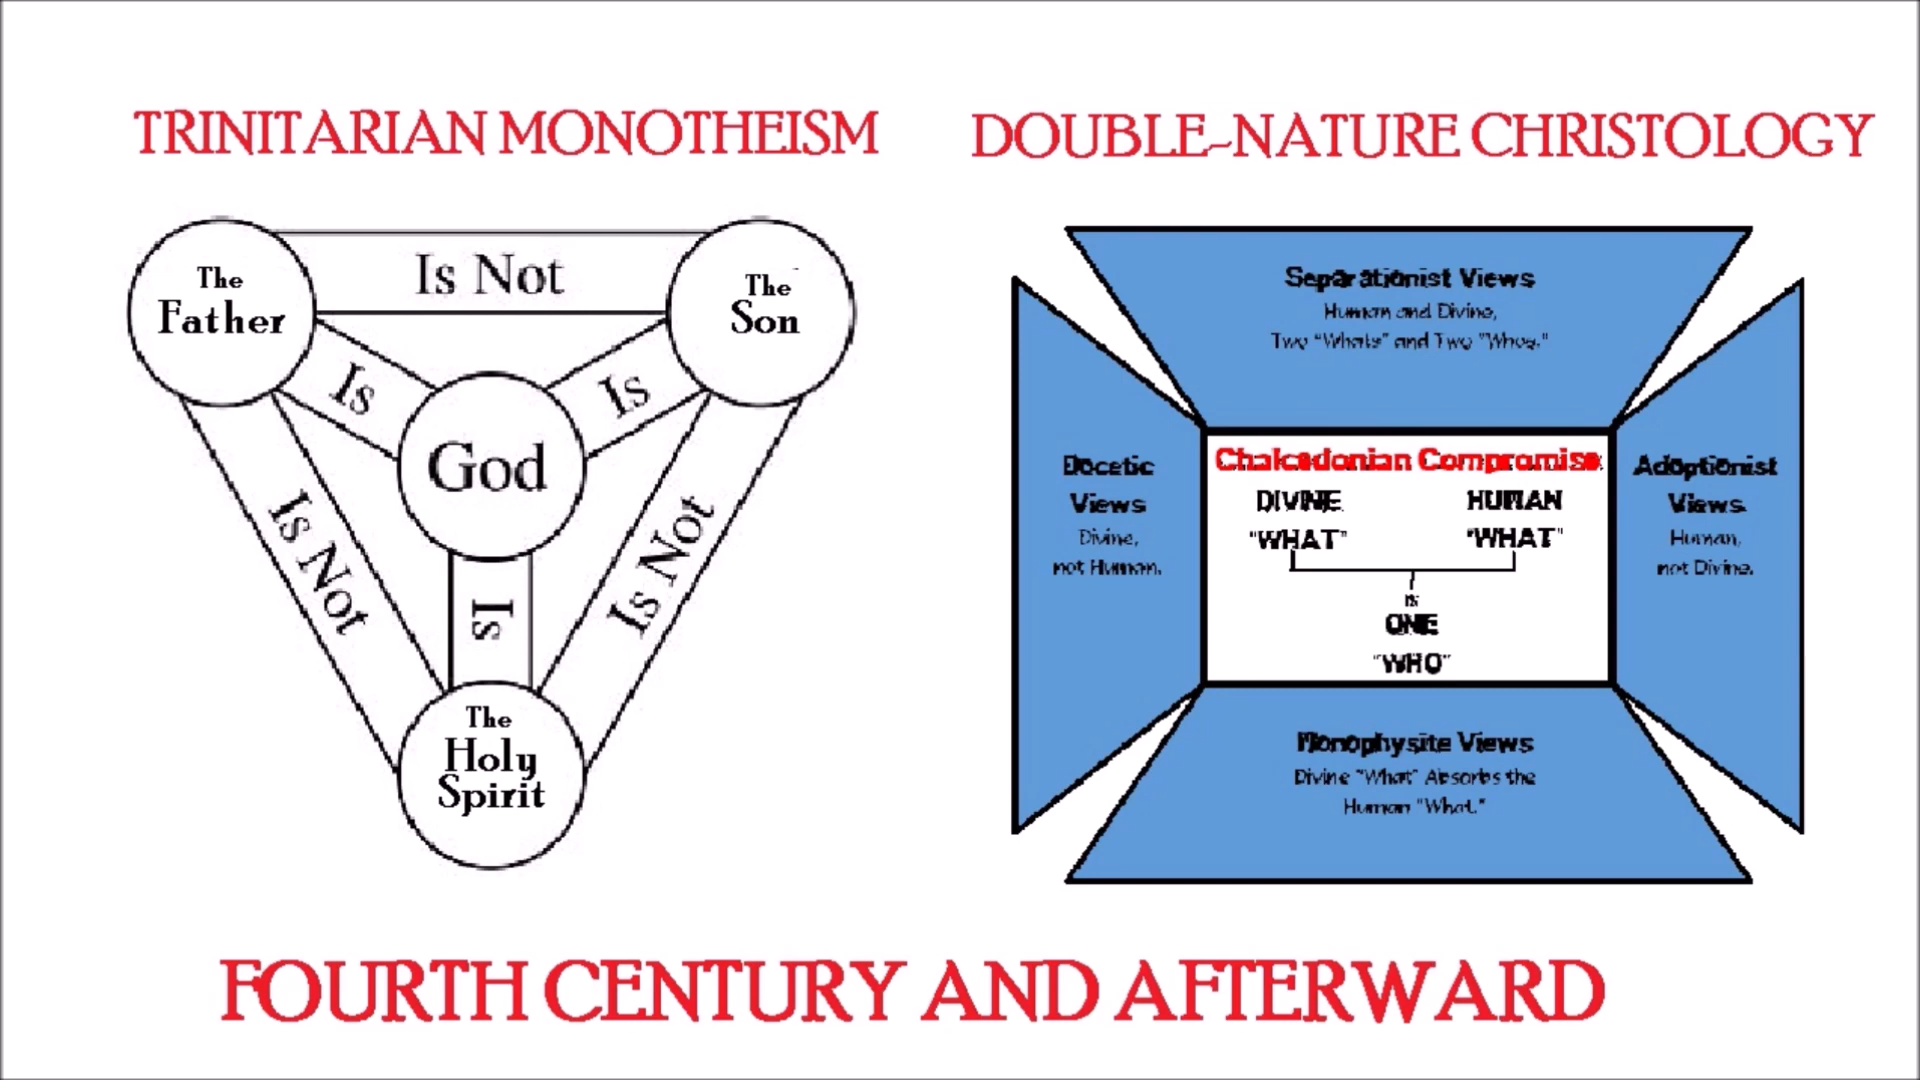 TRINITARIAN MONOTHEISM
The
Father
Is Not
The
Son
Is
Is
God
Is Not
Is
Is Not
The
Holy
Spirit
DOUBLE-NATURE CHRISTOLOGY
Separationist Views
Human and Divine,
Two "Whats" and Two "Whos."
Docetic
Views
Divine,
not Human.
Chalcedonian Compromise
DIVINE
"WHAT"
HUMAN
"WHAT"
is
ONE
"WHO"
Adoptionist
Views
Human,
not Divine.
Monophysite Views
Divine "What" Absorbs the
Human "What."
FOURTH CENTURY AND AFTERWARD